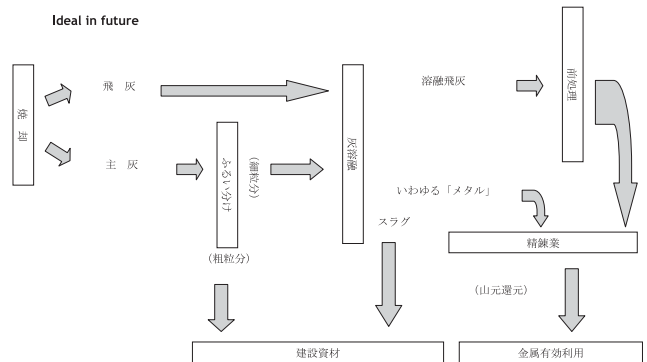 Ideal in future
焼却
飛 灰
主 灰
ふるい分け
(細粒分)
(粗粒分)
灰溶融
溶融飛灰
前処理
いわゆる「メタル」
スラグ
精錬業
(山元還元)
建設資材
金属有効利用